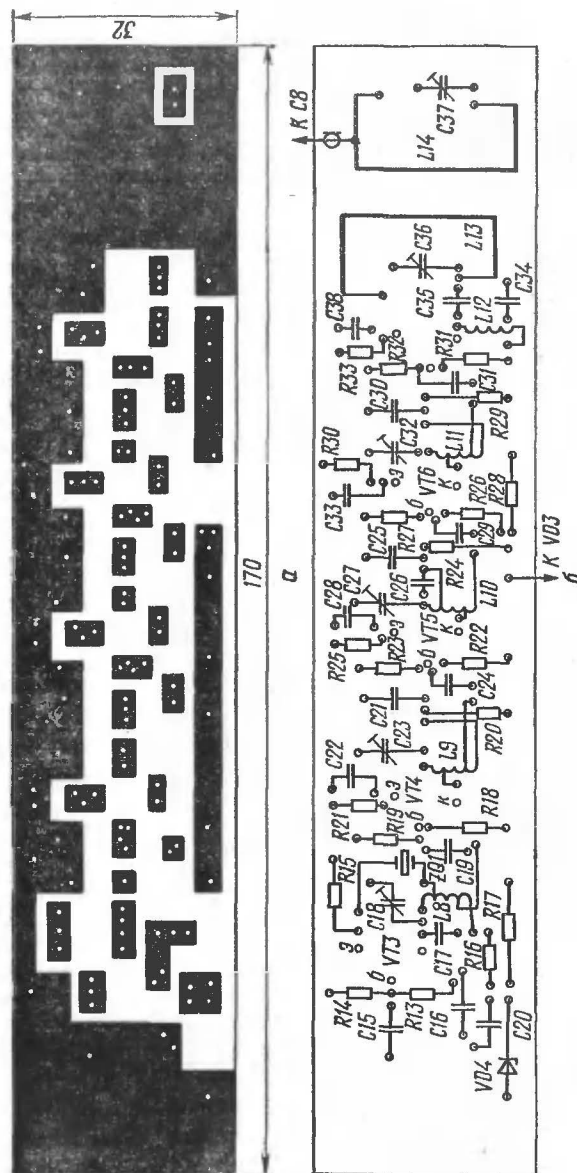 32
170
а
К С8
C37
L14
C36
L13
C35
L12
C34
C38
R33
R32
R31
C30
C31
R29
R30
C32
L11
C33
Э
VT6
К
б
R26
R28
C25
R27
C29
R24
C28
C27
C26
L10
К VD3
R25
Э
VT5
К
R23
б
R22
C24
C21
C23
R20
L9
C22
Э
VT4
К
R21
R19
б
R18
R15
ZQ1
C19
C18
L8
Э
VT3
C17
R17
R16
б
R14
R13
C15
C16
C20
VD4
б